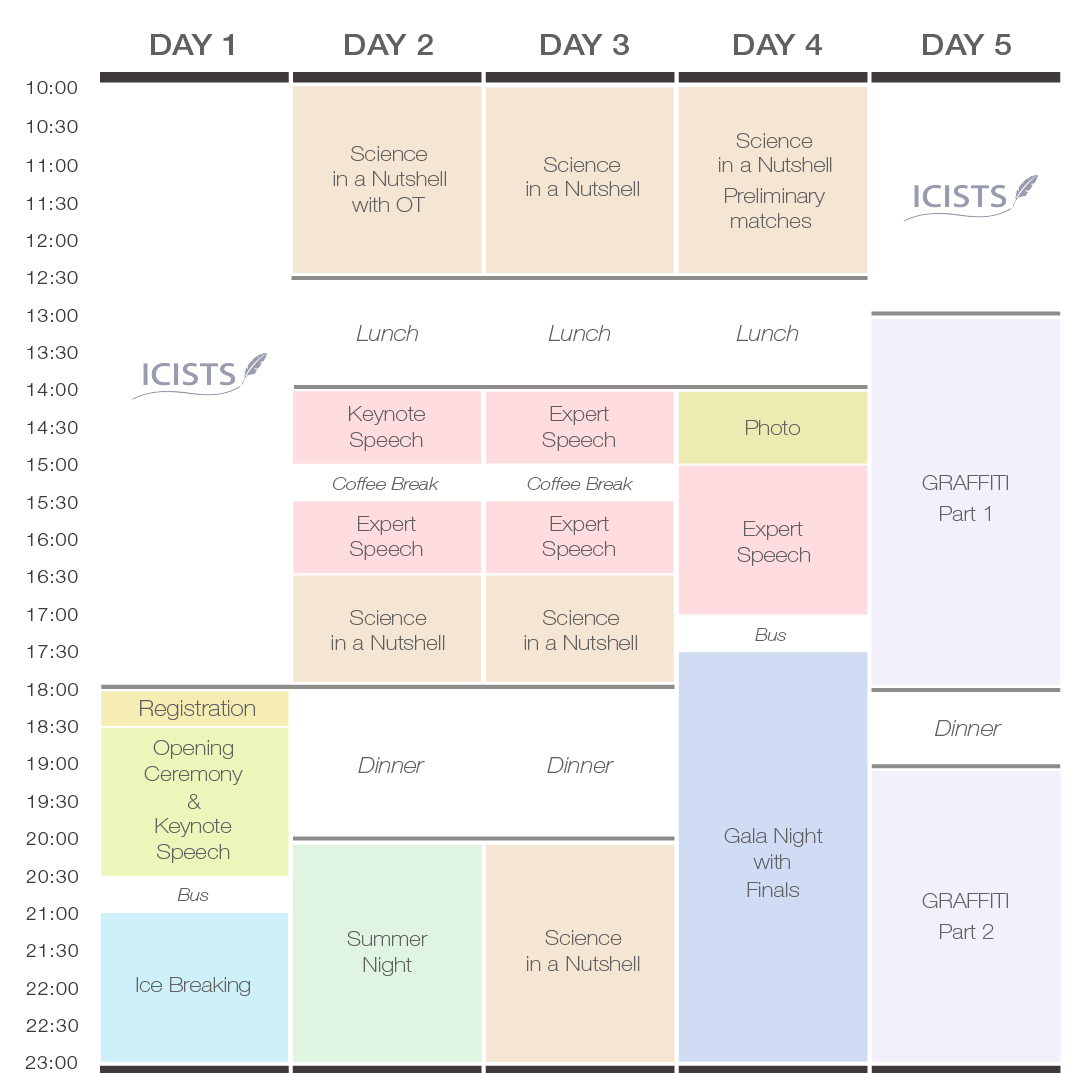 DAY 1
DAY 2
DAY 3
DAY 4
DAY 5
10:00
10:30
11:00
11:30
12:00
12:30
13:00
13:30
14:00
14:30
15:00
15:30
16:00
16:30
17:00
17:30
18:00
18:30
19:00
19:30
20:00
20:30
21:00
21:30
22:00
22:30
23:00
ICISTS
Registration
Opening
Ceremony
&
Keynote
Speech
Bus
Ice Breaking
Science
in a Nutshell
with OT
Lunch
Keynote
Speech
Coffee Break
Expert
Speech
Science
in a Nutshell
Dinner
Summer
Night
Science
in a Nutshell
Lunch
Expert
Speech
Coffee Break
Expert
Speech
Science
in a Nutshell
Dinner
Science
in a Nutshell
Science
in a Nutshell
Preliminary
matches
Lunch
Photo
Expert
Speech
Bus
Gala Night
with
Finals
ICISTS
GRAFFITI
Part 1
Dinner
GRAFFITI
Part 2